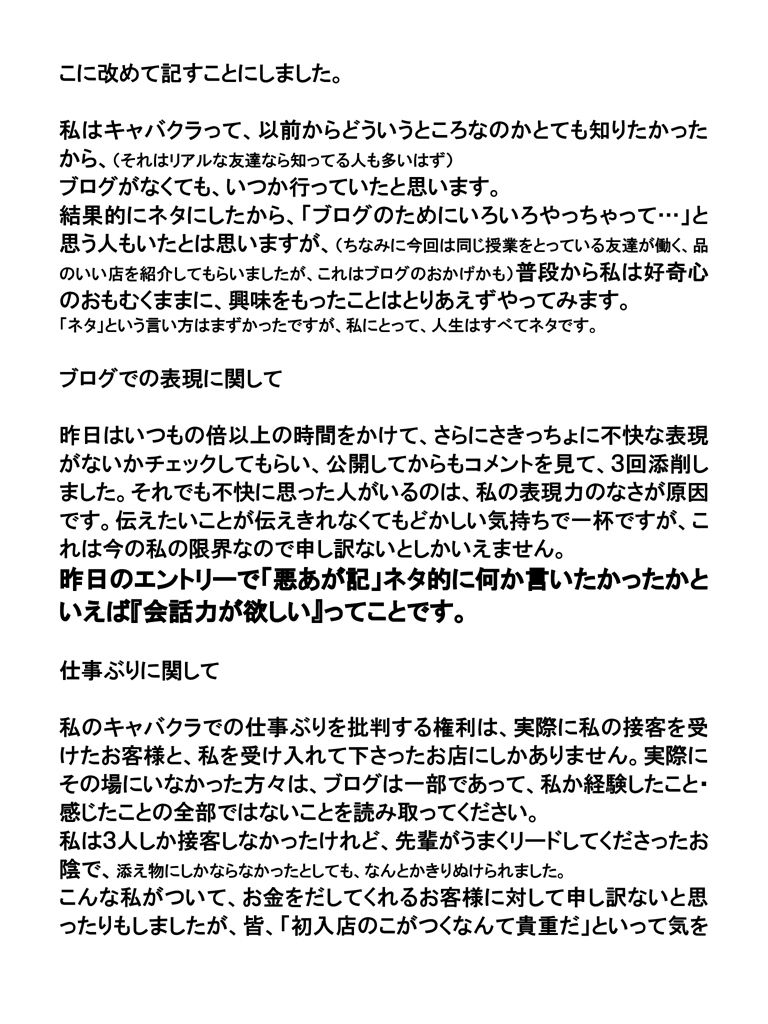 こに改めて記すことにしました。
私はキャバクラって、以前からどういうところなのかとても知りたかった
から、（それはリアルな友達なら知ってる人も多いはず）
ブログがなくても、いつか行っていたと思います。
結果的にネタにしたから、「ブログのためにいろいろやっちゃって…」と
思う人もいたとは思いますが、（ちなみに今回は同じ授業をとっている友達が働く、品
のいい店を紹介してもらいましたが、これはブログのおかげかも）普段から私は好奇心
のおもむくままに、興味をもったことはとりあえずやってみます。
「ネタ」という言い方はまずかったですが、私にとって、人生はすべてネタです。
ブログでの表現に関して
昨日はいつもの倍以上の時間をかけて、さらにさきっちょに不快な表現
がないかチェックしてもらい、公開してからもコメントを見て、３回添削し
ました。それでも不快に思った人がいるのは、私の表現力のなさが原因
です。伝えたいことが伝えきれなくてもどかしい気持ちで一杯ですが、こ
れは今の私の限界なので申し訳ないとしかいえません。
昨日のエントリーで「悪あが記」ネタ的に何か言いたかったかと
いえば『会話力が欲しい』ってことです。
仕事ぶりに関して
私のキャバクラでの仕事ぶりを批判する権利は、実際に私の接客を受
けたお客様と、私を受け入れて下さったお店にしかありません。実際に
その場にいなかった方々は、ブログは一部であって、私か経験したこと・
感じたことの全部ではないことを読み取ってください。
私は３人しか接客しなかったけれど、先輩がうまくリードしてくださったお
陰で、添え物にしかならなかったとしても、なんとかきりぬけられました。
こんな私がついて、お金をだしてくれるお客様に対して申し訳ないと思
ったりもしましたが、皆、「初入店のこがつくなんて貴重だ」といって気を